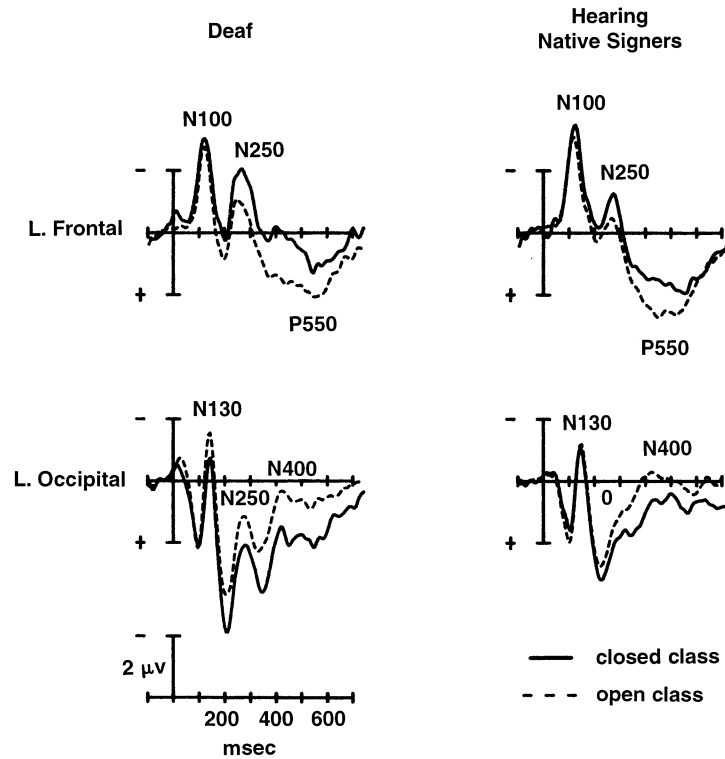 Deaf
Hearing
Native Signers
N100
N250
N100
N250
-
-
L. Frontal
+
+
P550
P550
N130
N400
N250
N130
N400
0
-
-
L. Occipital
+
+
-
2 μv
200 400 600
msec
closed class
open class